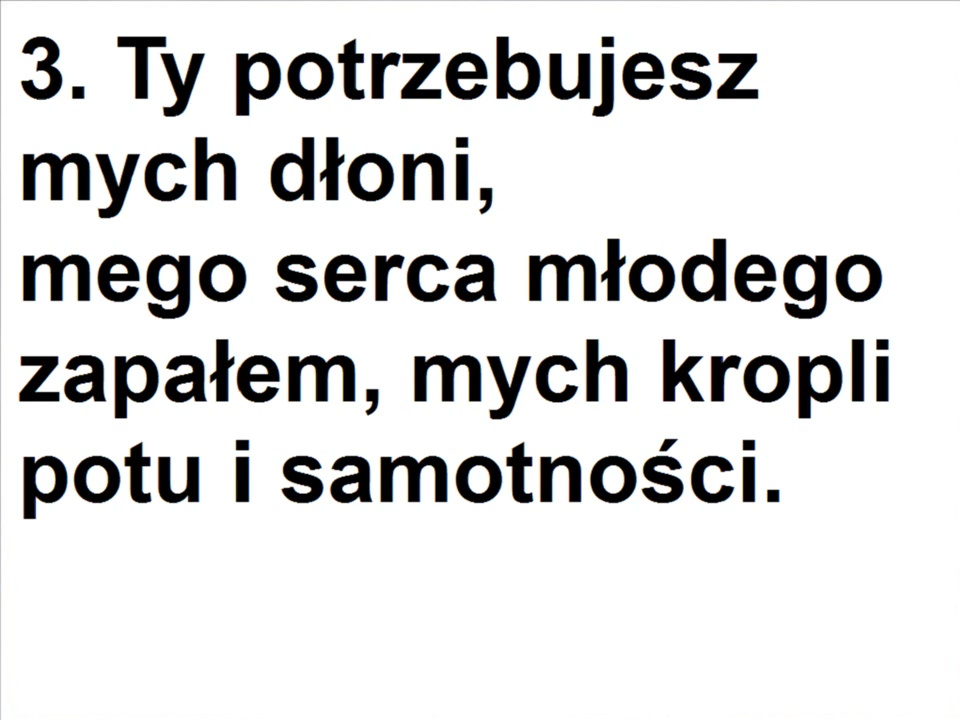 3. Ty potrzebujesz
mych dłoni,
mego serca młodego
zapałem, mych kropli
potu i samotności.